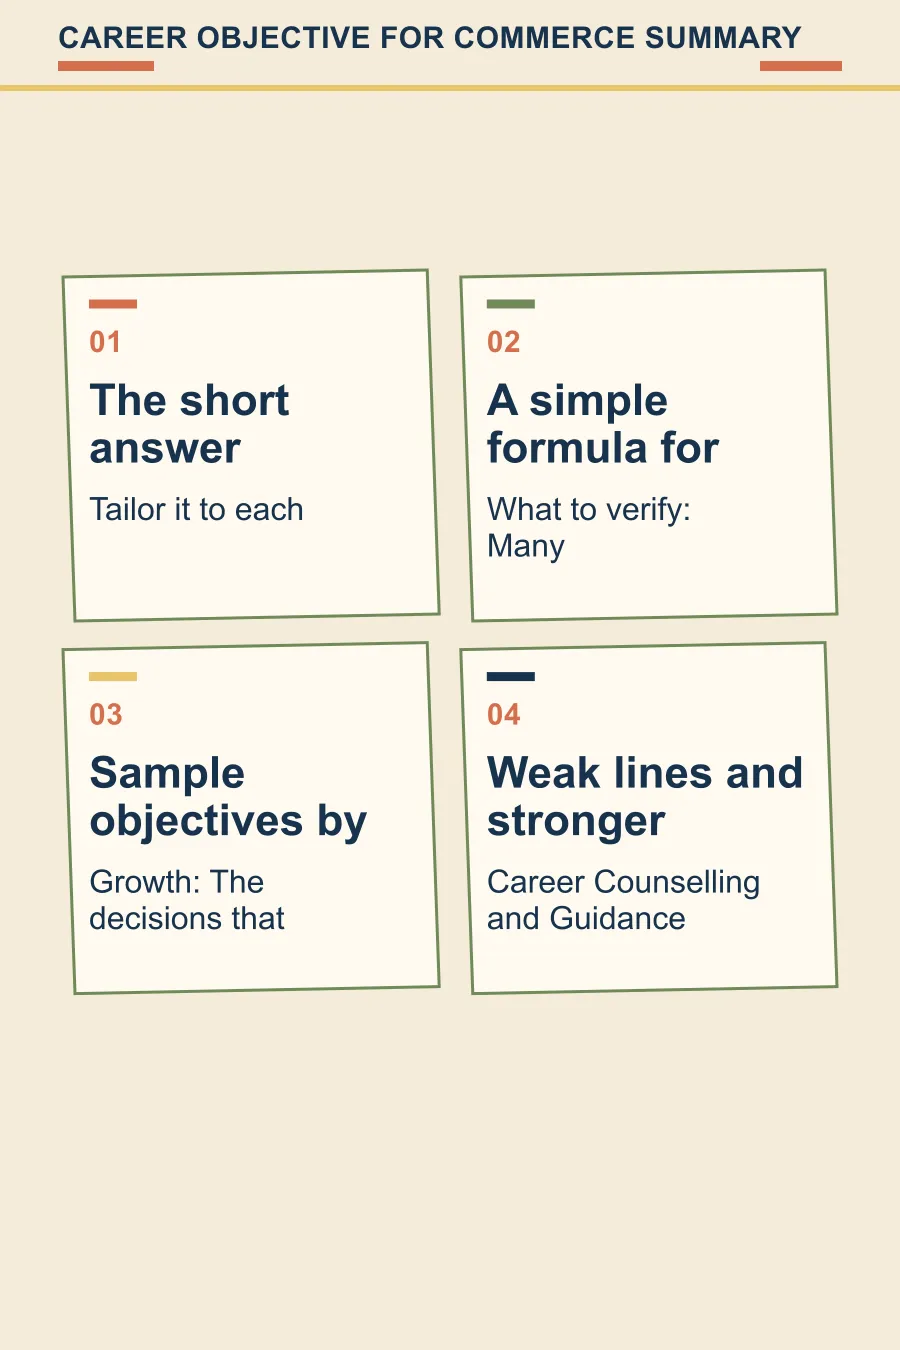 CAREER OBJECTIVE FOR COMMERCE SUMMARY
01
The short
answer
Tailor it to each
02
A simple
formula for
What to verify:
Many
03
Sample
objectives by
Growth: The
decisions that
04
Weak lines and
stronger
Career Counselling
and Guidance